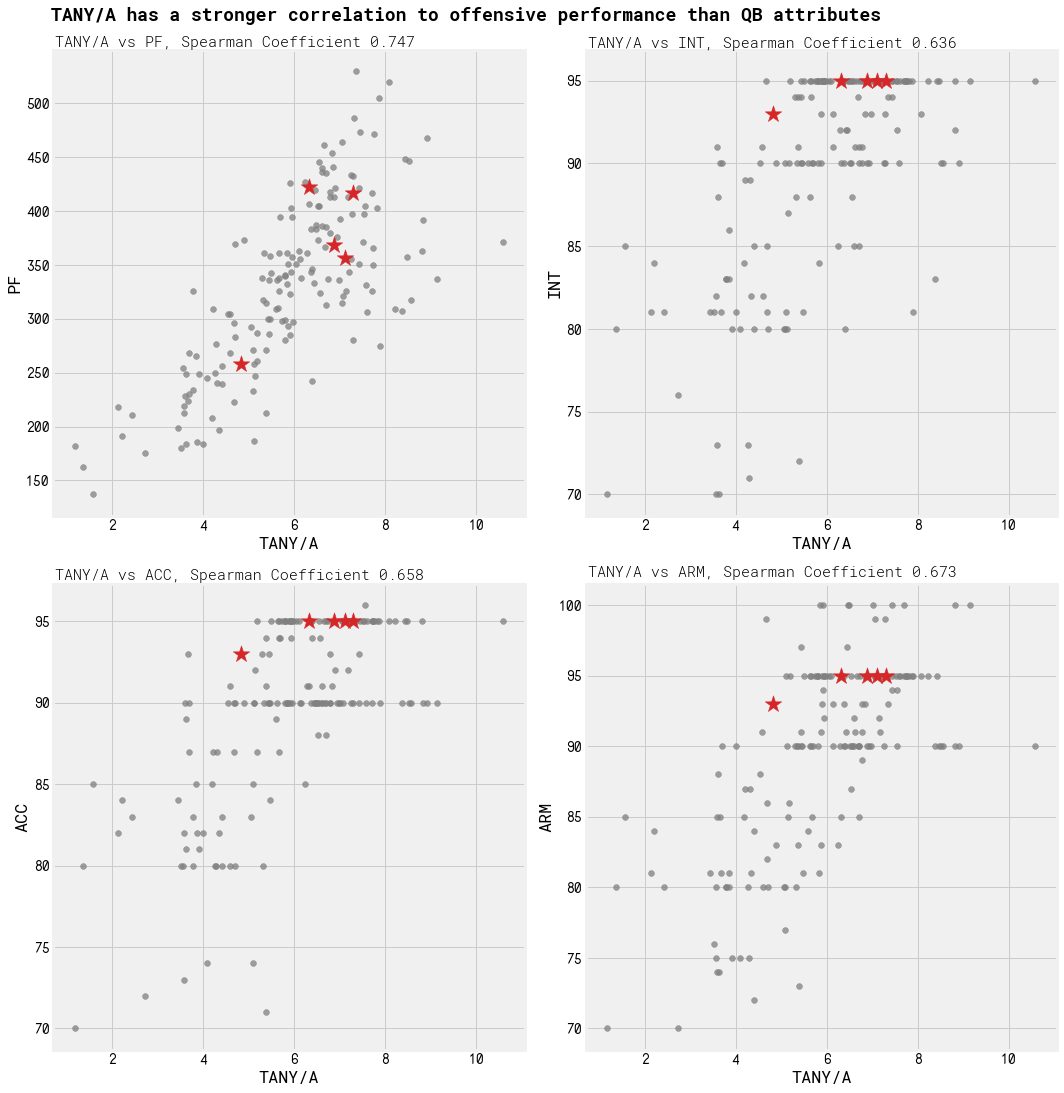 TANY/A has a stronger correlation to offensive performance than QB attributes
TANY/A vs PF, Spearman Coefficient 0.747
500
450
400
350
300
250
200
150
PF
2 4 6 8 10
TANY/A
TANY/A vs INT, Spearman Coefficient 0.636
95
90
85
80
75
70
INT
2 4 6 8 10
TANY/A
TANY/A vs ACC, Spearman Coefficient 0.658
95
90
85
80
75
70
ACC
2 4 6 8 10
TANY/A
TANY/A vs ARM, Spearman Coefficient 0.673
100
95
90
85
80
75
70
ARM
2 4 6 8 10
TANY/A